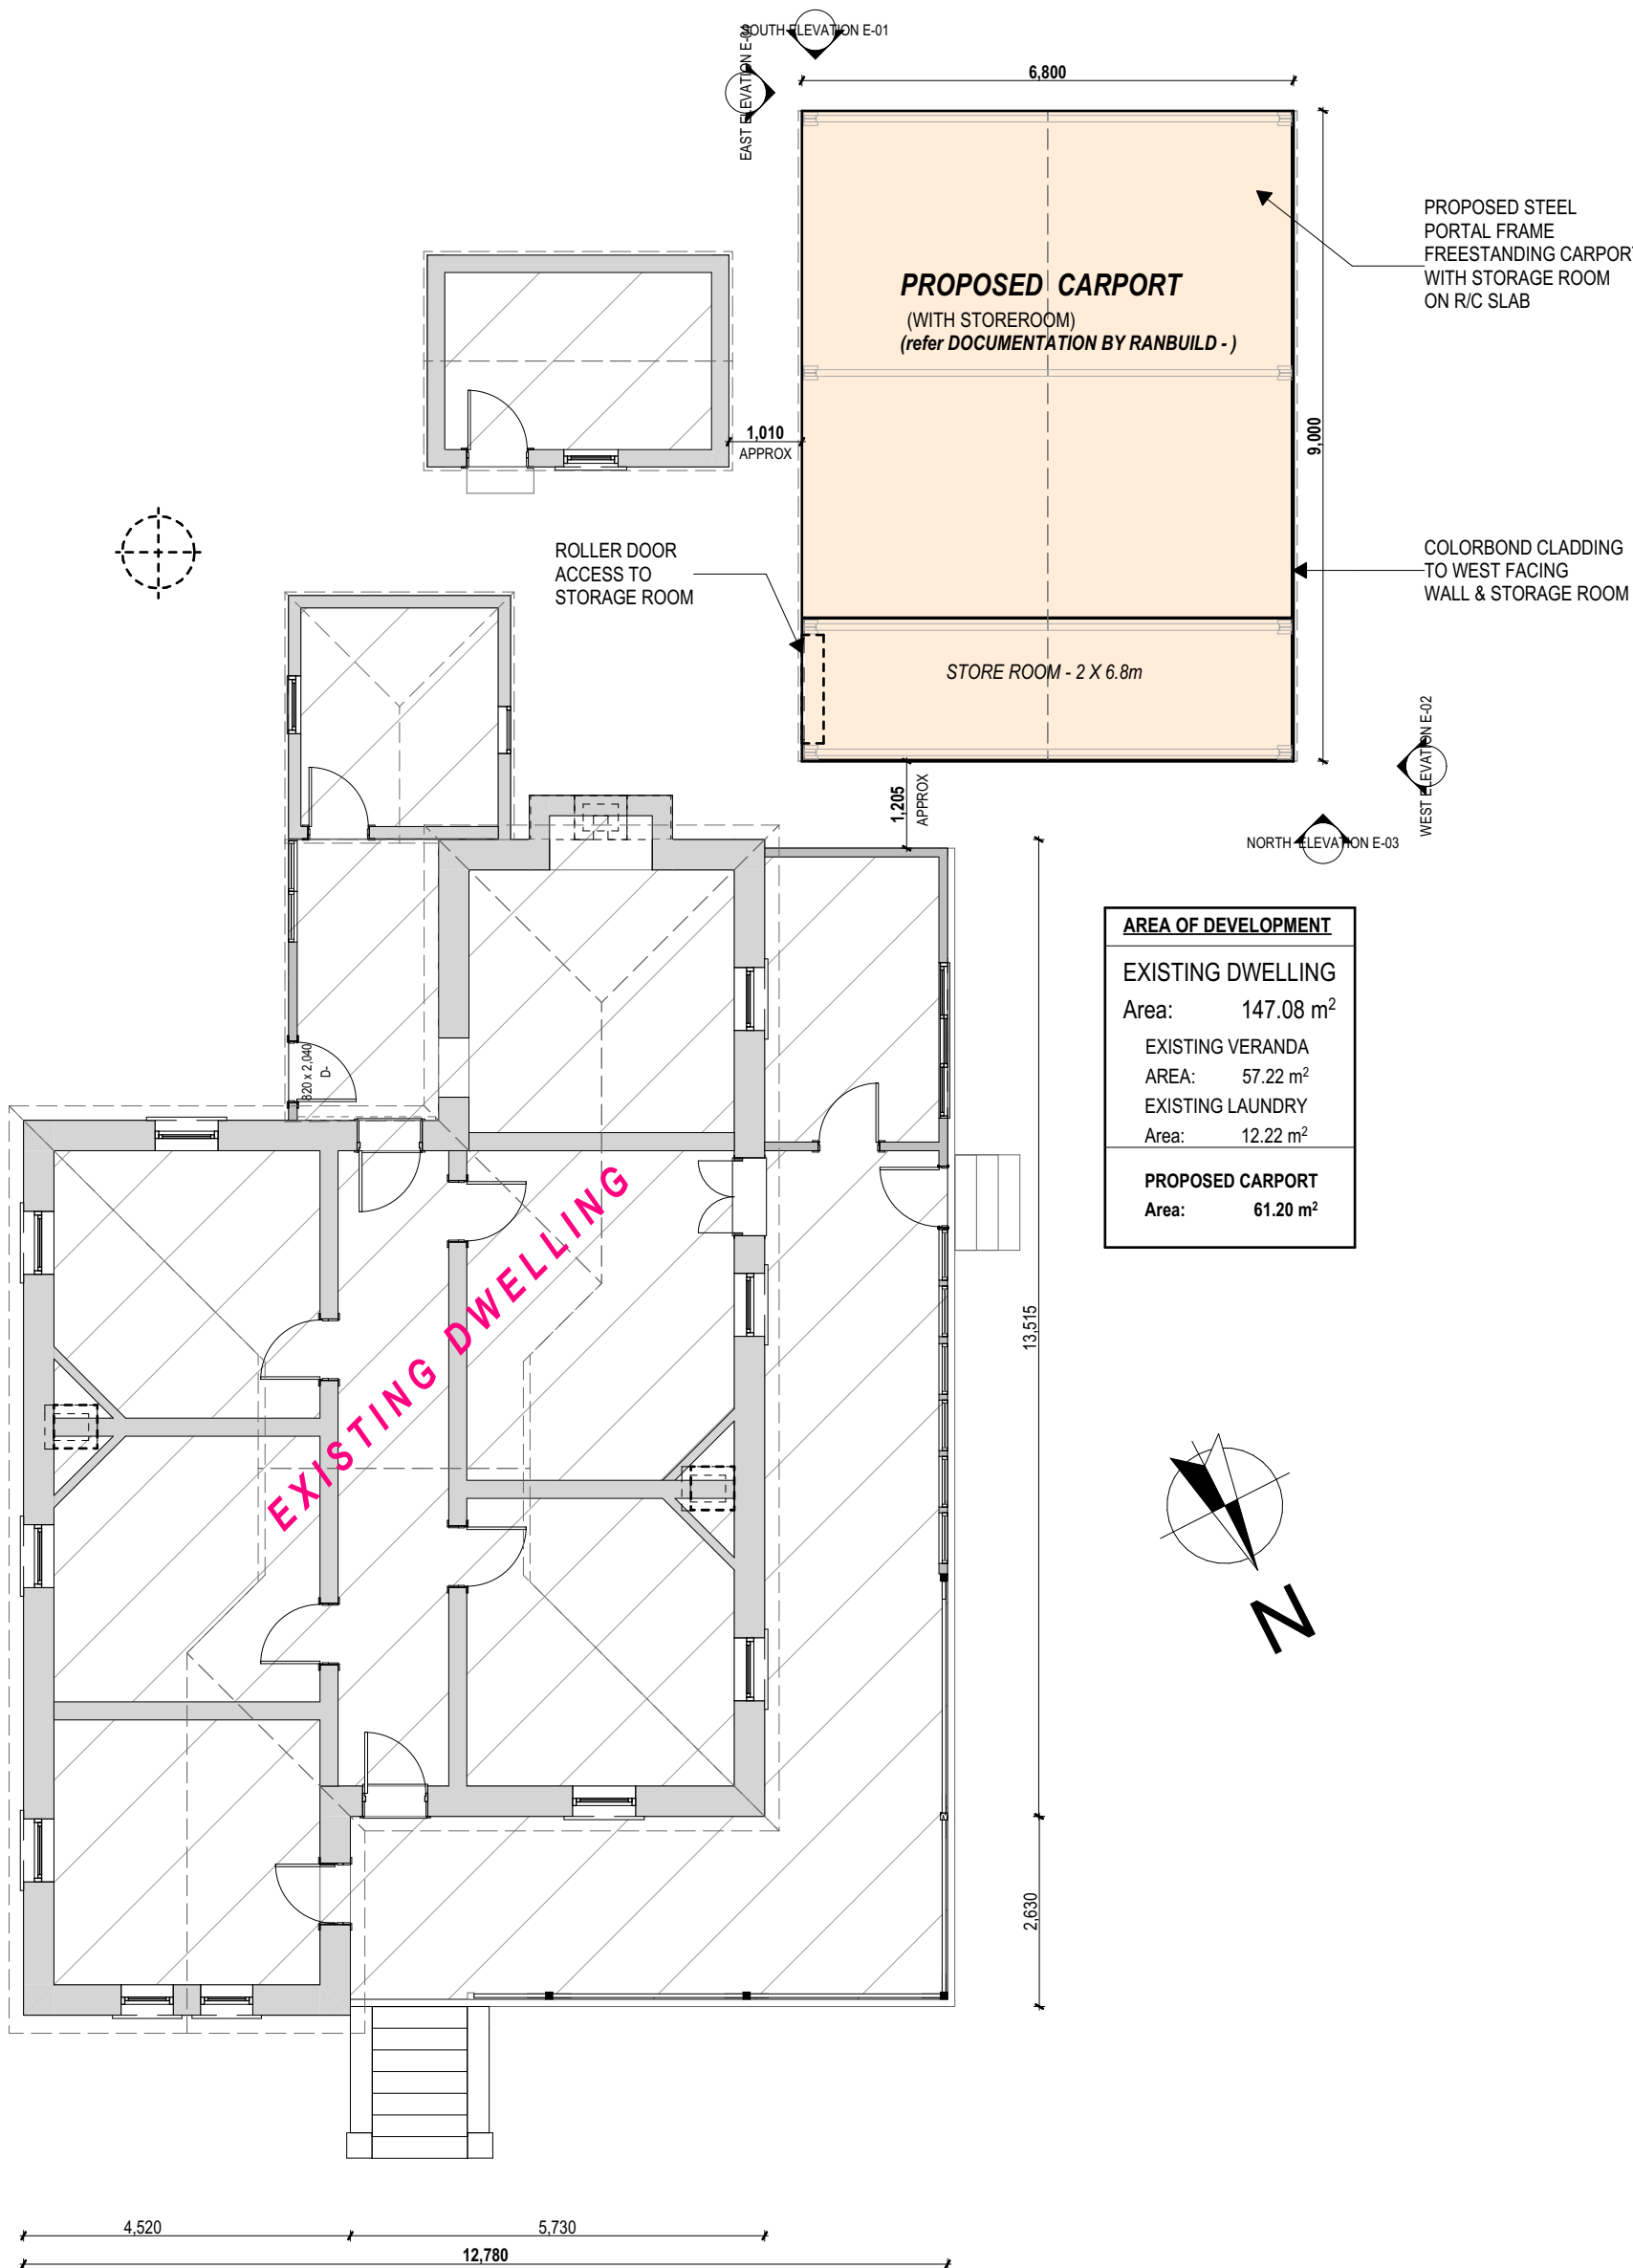 SOUTH ELEVATION E-01
EAST ELEVATION E-04
6,800
PROPOSED STEEL
PORTAL FRAME
FREESTANDING CARPORT
WITH STORAGE ROOM
ON R/C SLAB
PROPOSED CARPORT
(WITH STOREROOM)
(refer DOCUMENTATION BY RANBUILD - )
1,010
APPROX
9,000
ROLLER DOOR
ACCESS TO
STORAGE ROOM
COLORBOND CLADDING
TO WEST FACING
WALL & STORAGE ROOM
STORE ROOM - 2 X 6.8m
WEST ELEVATION E-02
1,205
APPROX
NORTH ELEVATION E-03
AREA OF DEVELOPMENT
EXISTING DWELLING
Area: 147.08 m²
EXISTING VERANDA
AREA: 57.22 m²
EXISTING LAUNDRY
Area: 12.22 m²
PROPOSED CARPORT
Area: 61.20 m²
820 x 2,040
D-
EXISTING DWELLING
13,515
N
2,630
4,520
5,730
12,780